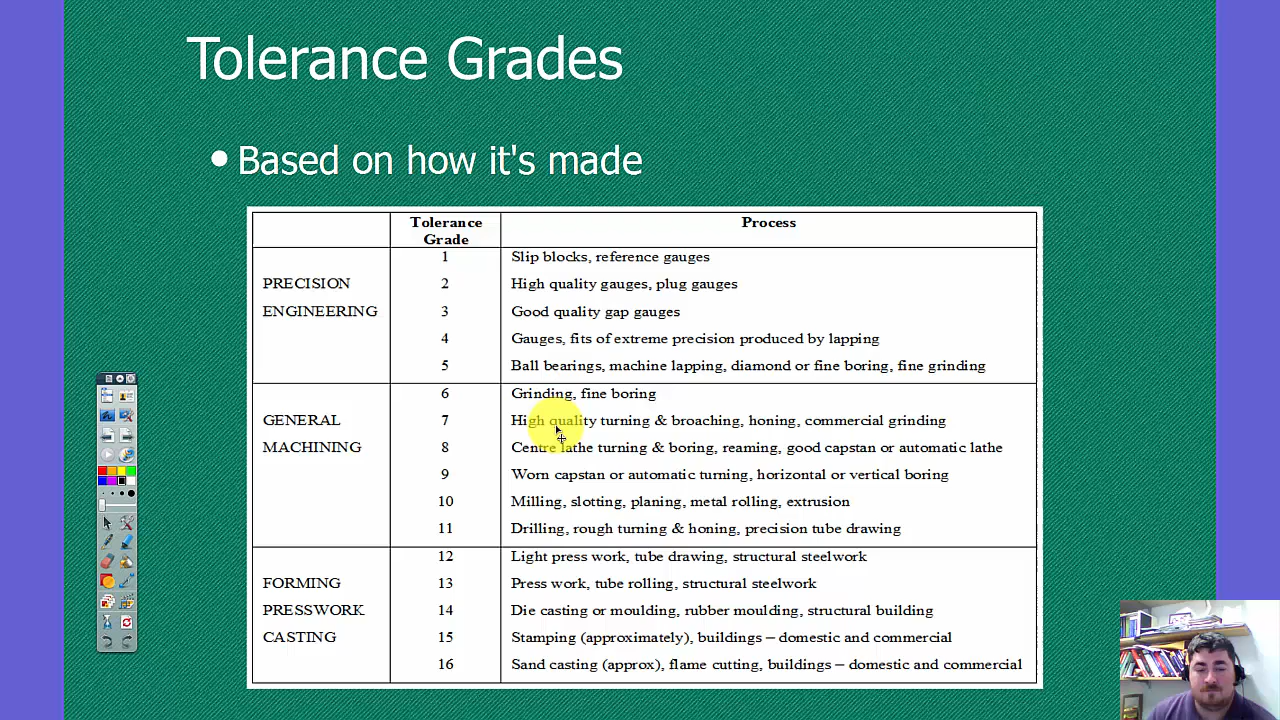 Tolerance Grades
• Based on how it's made
Tolerance Grade Process
1 Slip blocks, reference gauges
PRECISION 2 High quality gauges, plug gauges
ENGINEERING 3 Good quality gap gauges
4 Gauges, fits of extreme precision produced by lapping
5 Ball bearings, machine lapping, diamond or fine boring, fine grinding
6 Grinding, fine boring
GENERAL 7 High quality turning & broaching, honing, commercial grinding
MACHINING 8 Centre lathe turning & boring, reaming, good capstan or automatic lathe
9 Worn capstan or automatic turning, horizontal or vertical boring
10 Milling, slotting, planing, metal rolling, extrusion
11 Drilling, rough turning & honing, precision tube drawing
12 Light press work, tube drawing, structural steelwork
FORMING 13 Press work, tube rolling, structural steelwork
PRESSWORK 14 Die casting or moulding, rubber moulding, structural building
CASTING 15 Stamping (approximately), buildings – domestic and commercial
16 Sand casting (approx), flame cutting, buildings – domestic and commercial